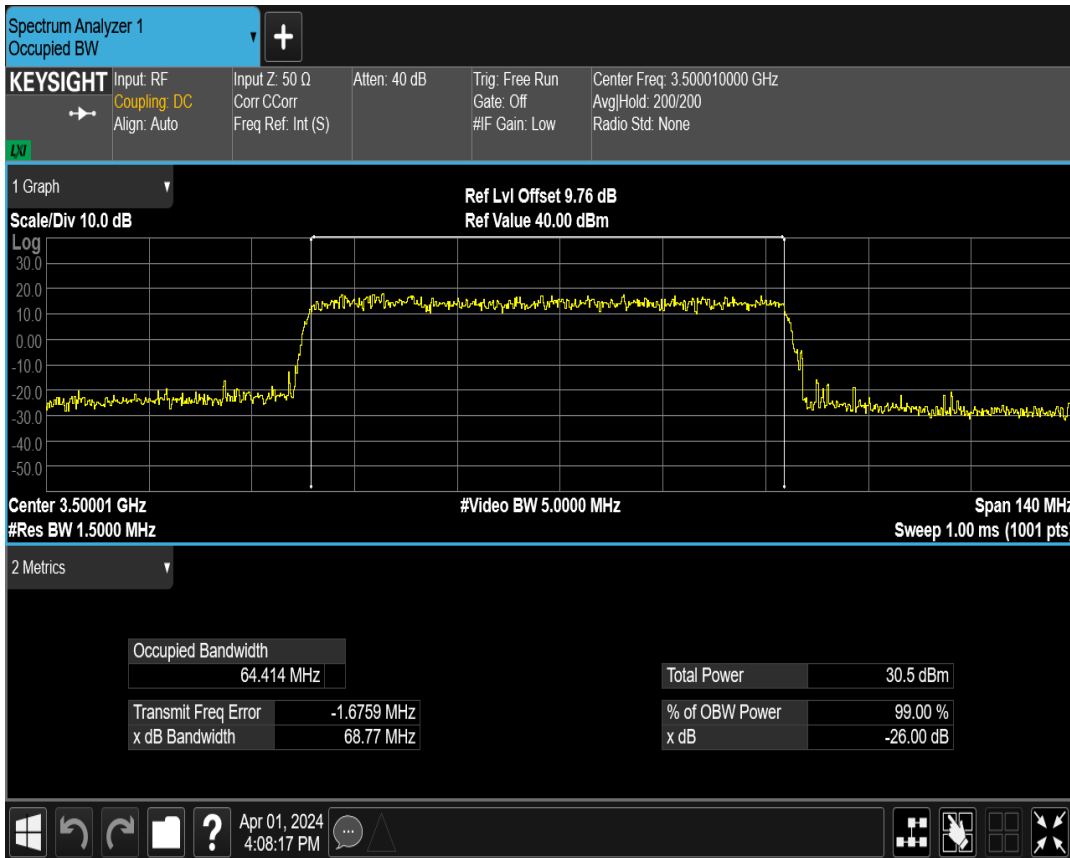 Spectrum Analyzer 1
Occupied BW
+
KEYSIGHT Input: RF Input Z: 50 Ω Atten: 40 dB Trig: Free Run Center Freq: 3.500010000 GHz
Coupling: DC Corr CCorr Gate: Off Avg|Hold: 200/200
Align: Auto Freq Ref: Int (S) #IF Gain: Low Radio Std: None
LXI
1 Graph
Ref Lvl Offset 9.76 dB
Scale/Div 10.0 dB Ref Value 40.00 dBm
Log
30.0
20.0
10.0
0.00
-10.0
-20.0
-30.0
-40.0
-50.0
Center 3.50001 GHz #Video BW 5.0000 MHz Span 140 MHz
#Res BW 1.5000 MHz Sweep 1.00 ms (1001 pts)
2 Metrics
Occupied Bandwidth
64.414 MHz Total Power 30.5 dBm
Transmit Freq Error -1.6759 MHz % of OBW Power 99.00 %
x dB Bandwidth 68.77 MHz x dB -26.00 dB
? Apr 01, 2024
4:08:17 PM